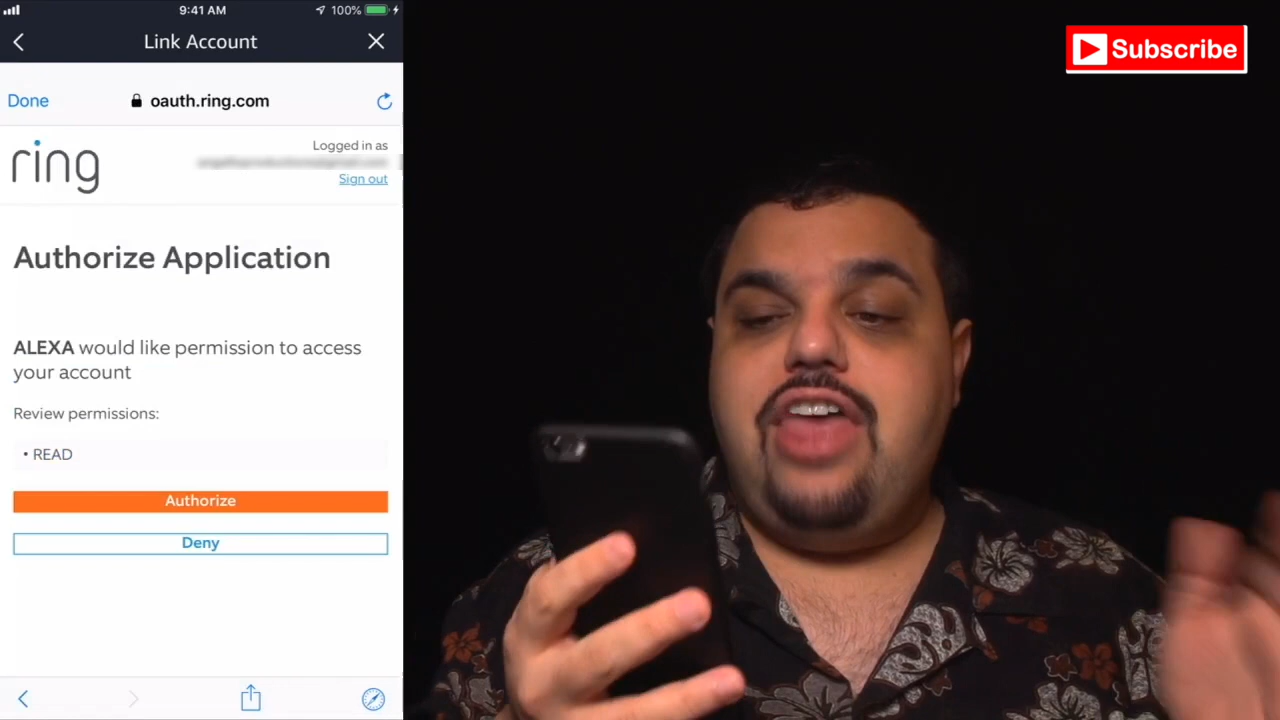 9:41 AM
100%
Link Account
Subscribe
Done
oauth.ring.com
ring
Logged in as
Sign out
Authorize Application
ALEXA would like permission to access
your account
Review permissions:
• READ
Authorize
Deny